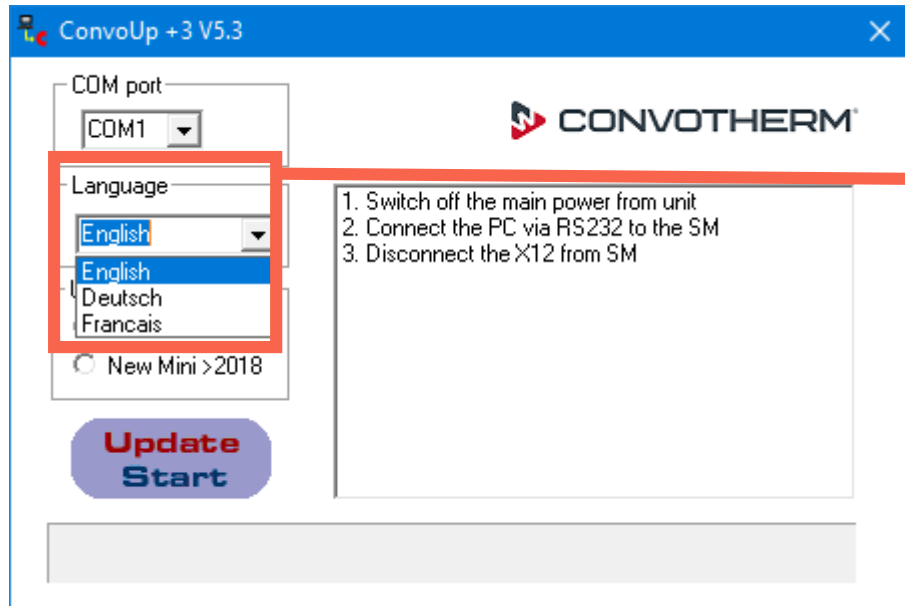 ConvoUp +3 V5.3
COM port
COM1
CONVOTHERM
Language
English
English
Deutsch
Francais
New Mini >2018
1. Switch off the main power from unit
2. Connect the PC via RS232 to the SM
3. Disconnect the X12 from SM
Update
Start